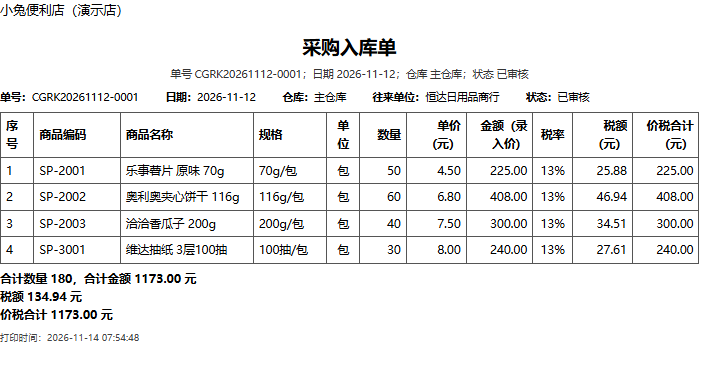 小兔便利店（演示店）
采购入库单
单号 CGRK20261112-0001；日期 2026-11-12；仓库 主仓库；状态 已审核
单号：CGRK20261112-0001 日期：2026-11-12 仓库：主仓库 往来单位：恒达日用品商行 状态：已审核
序号 商品编码 商品名称 规格 单位 数量 单价(元) 金额（录入价) 税率 税额(元) 价税合计(元)
1 SP-2001 乐事薯片 原味 70g 70g/包 包 50 4.50 225.00 13% 25.88 225.00
2 SP-2002 奥利奥夹心饼干 116g 116g/包 包 60 6.80 408.00 13% 46.94 408.00
3 SP-2003 洽洽香瓜子 200g 200g/包 包 40 7.50 300.00 13% 34.51 300.00
4 SP-3001 维达抽纸 3层100抽 100抽/包 包 30 8.00 240.00 13% 27.61 240.00
合计数量 180，合计金额 1173.00 元
税额 134.94 元
价税合计 1173.00 元
打印时间：2026-11-14 07:54:48